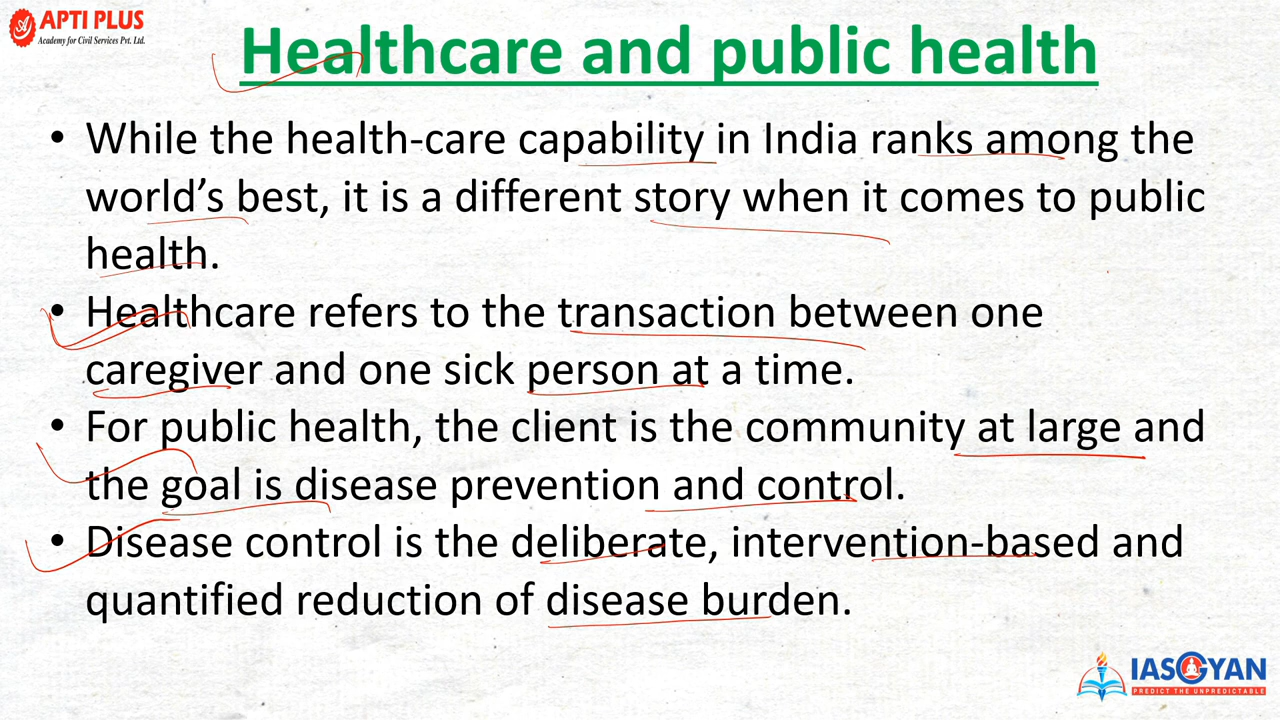 APTI PLUS
Academy for Civil Services Pvt. Ltd.
Healthcare and public health
• While the health-care capability in India ranks among the
world’s best, it is a different story when it comes to public
health.
• Healthcare refers to the transaction between one
caregiver and one sick person at a time.
• For public health, the client is the community at large and
the goal is disease prevention and control.
• Disease control is the deliberate, intervention-based and
quantified reduction of disease burden.
IASGYAN
PREDICT THE UNPREDICTABLE